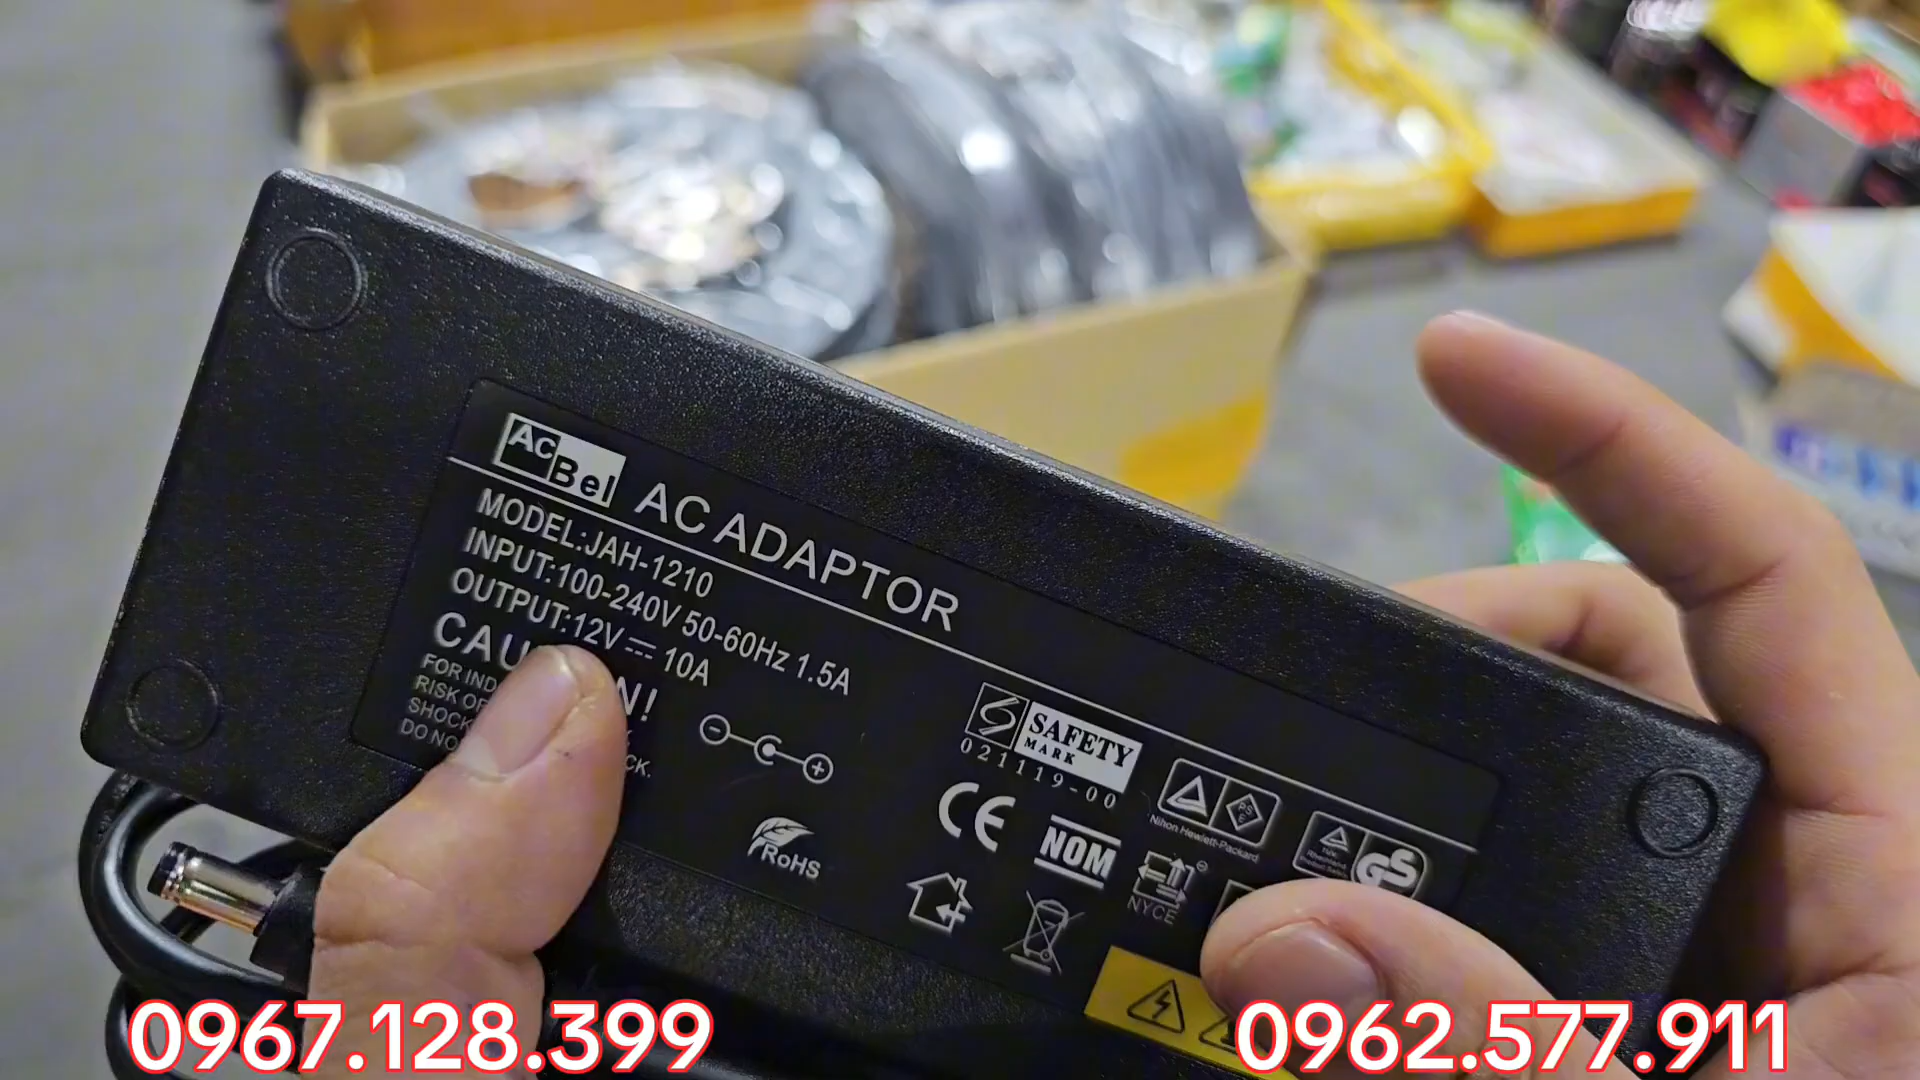 AcBel AC ADAPTOR
MODEL:JAH-1210
INPUT:100-240V 50-60Hz 1.5A
OUTPUT:12V 10A
FOR IND
RISK OF
SHOCK
DO NO CK.
SAFETY
MARK
021119-00
PSE
Nihon Hewlett-Packard
GS
CE
NOM
NYCE
RoHS
0967.128.399
0962.577.911